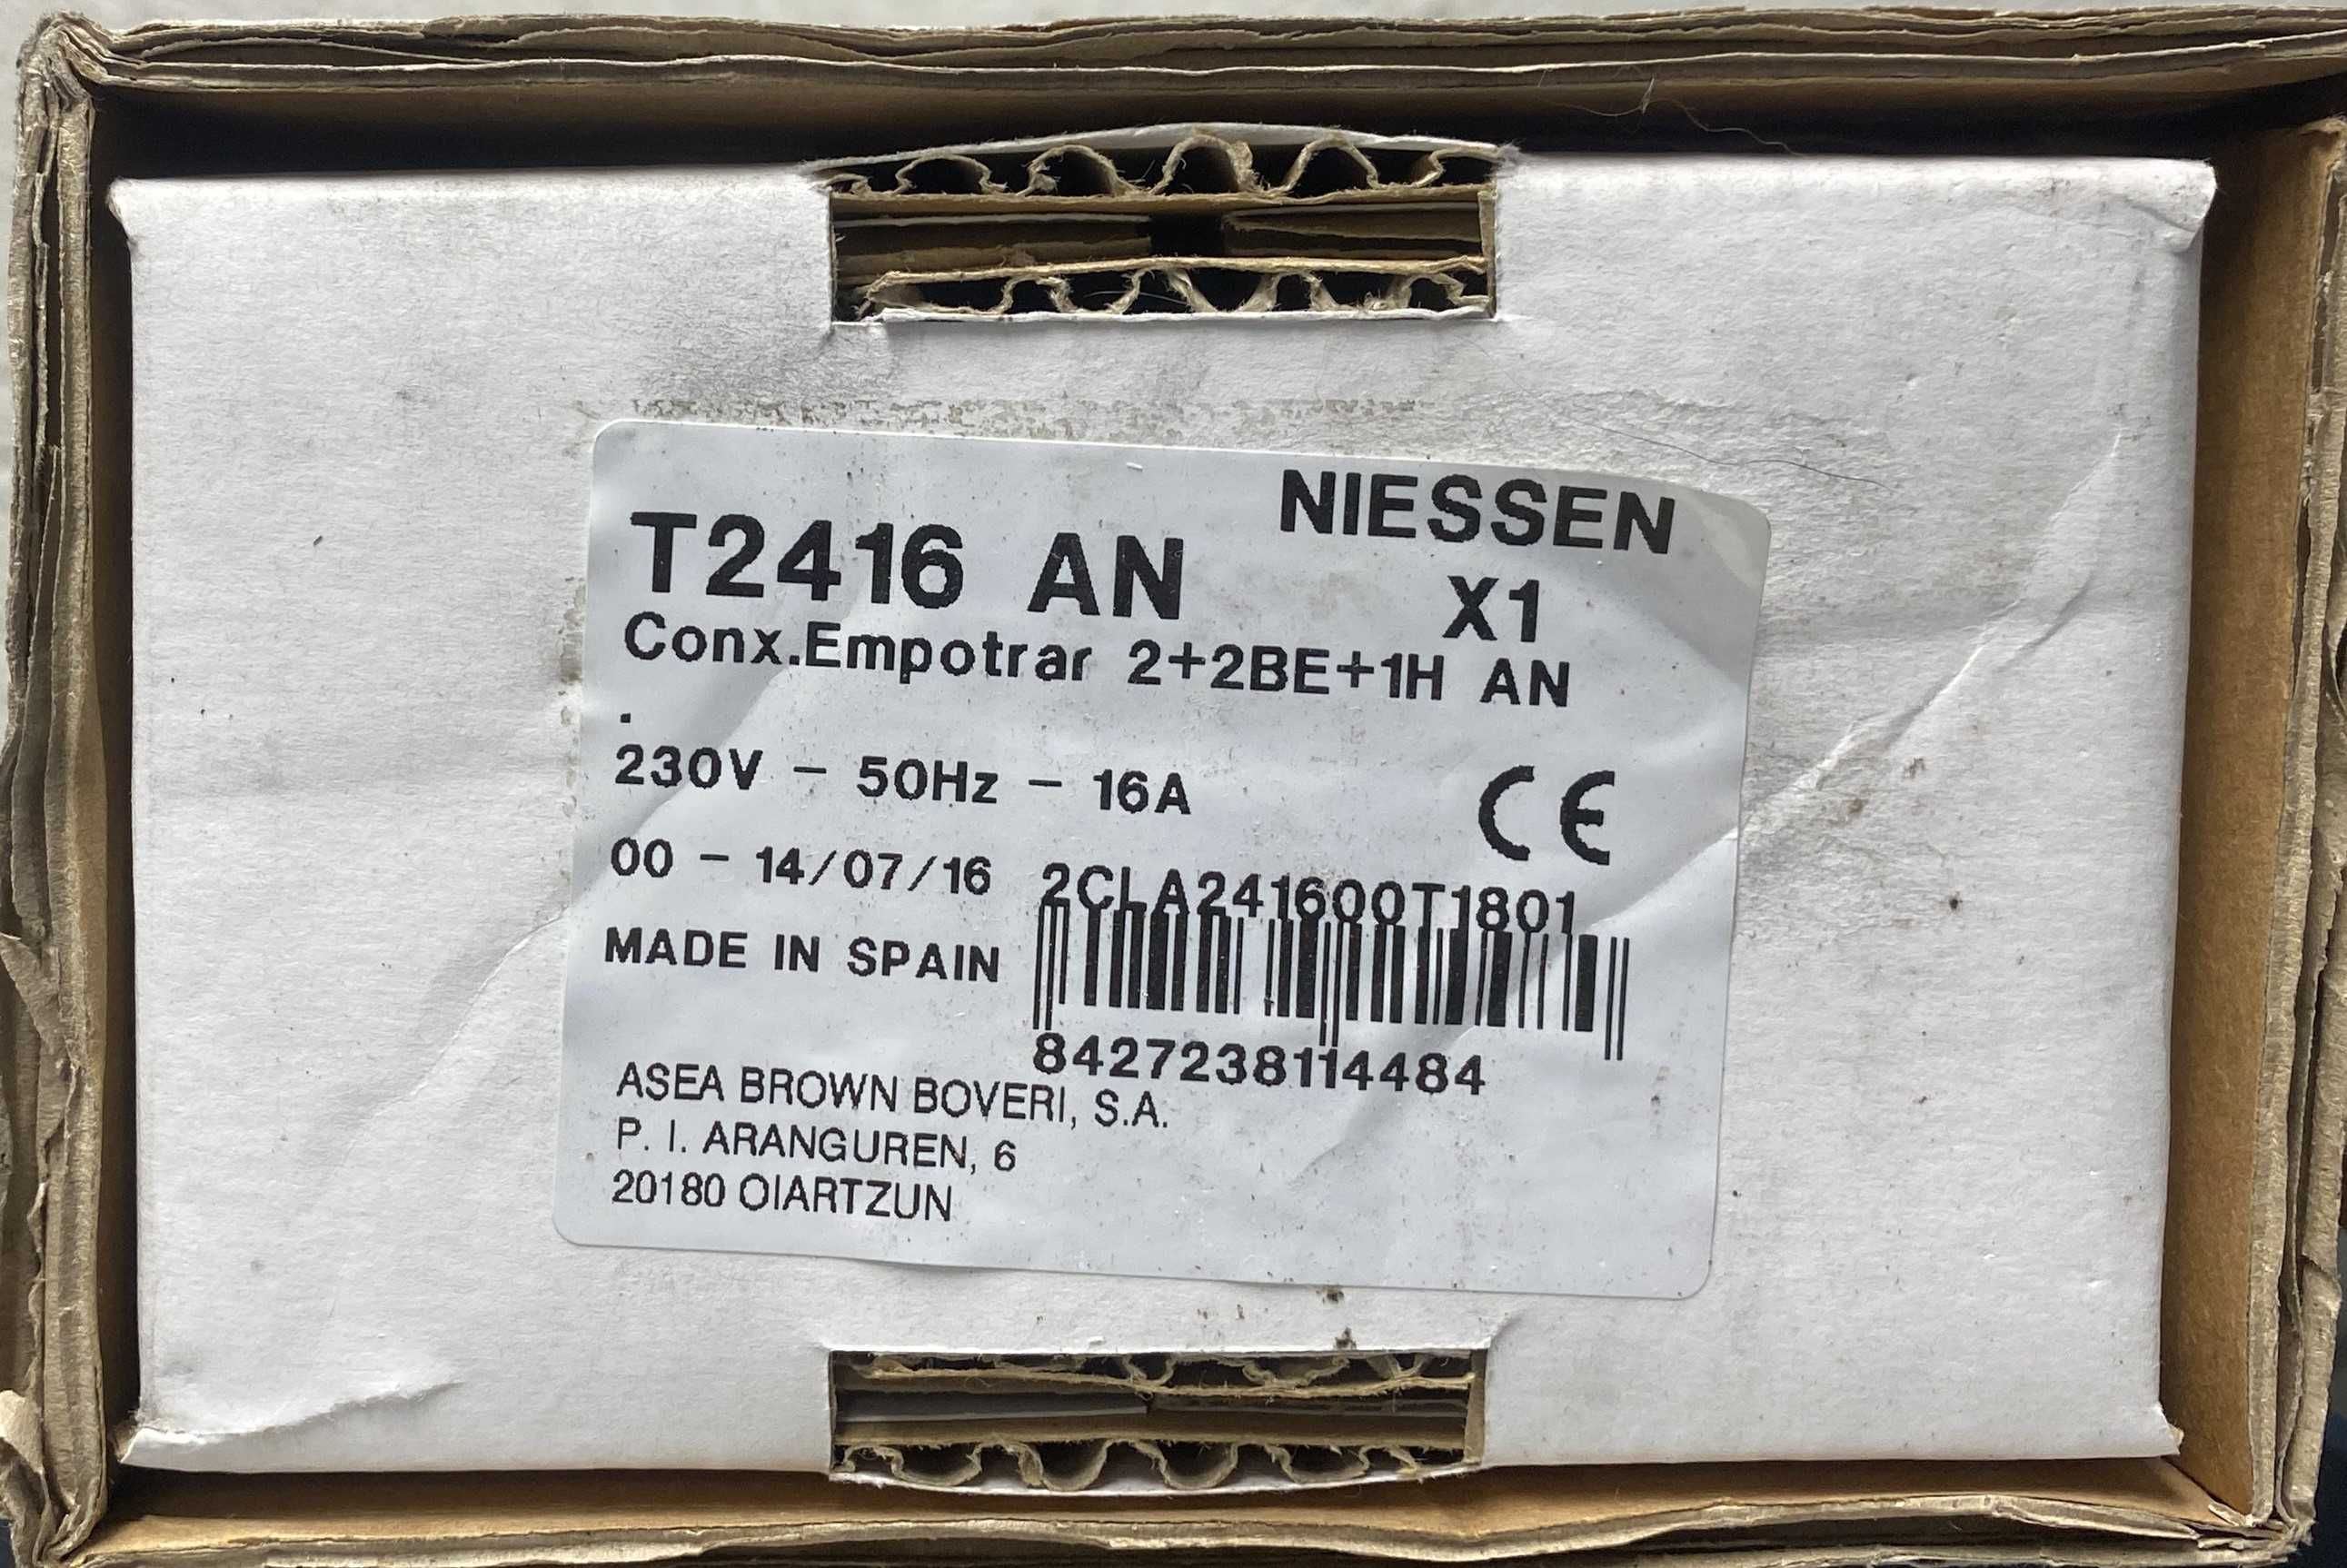 NIESSEN
T2416 AN X1
Conx.Empotrar 2+2BE+1H AN
.
230V - 50Hz - 16A
CE
00 - 14/07/16 2CLA241600T1801
MADE IN SPAIN
8427238114484
ASEA BROWN BOVERI, S.A.
P. I. ARANGUREN, 6
20180 OIARTZUN